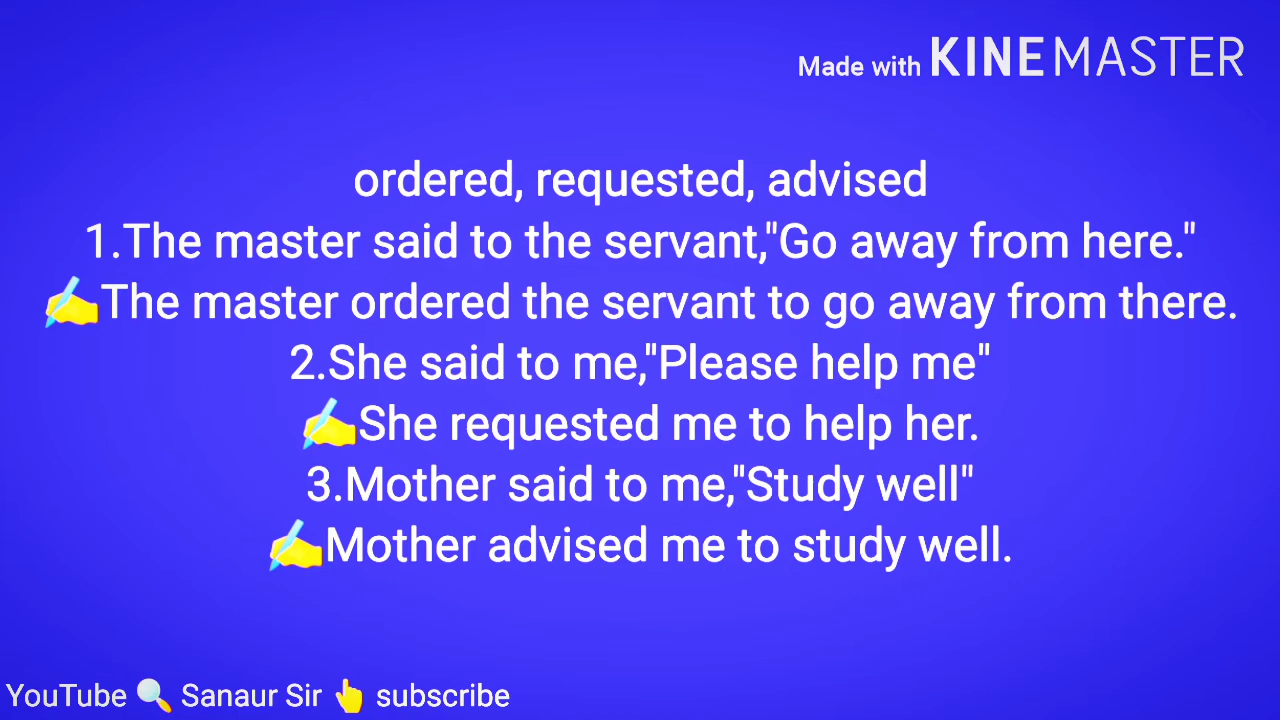 Made with KINEMASTER
ordered, requested, advised
1.The master said to the servant,"Go away from here."
✍️The master ordered the servant to go away from there.
2.She said to me,"Please help me"
✍️She requested me to help her.
3.Mother said to me,"Study well"
✍️Mother advised me to study well.
YouTube 🔍 Sanaur Sir 👆 subscribe